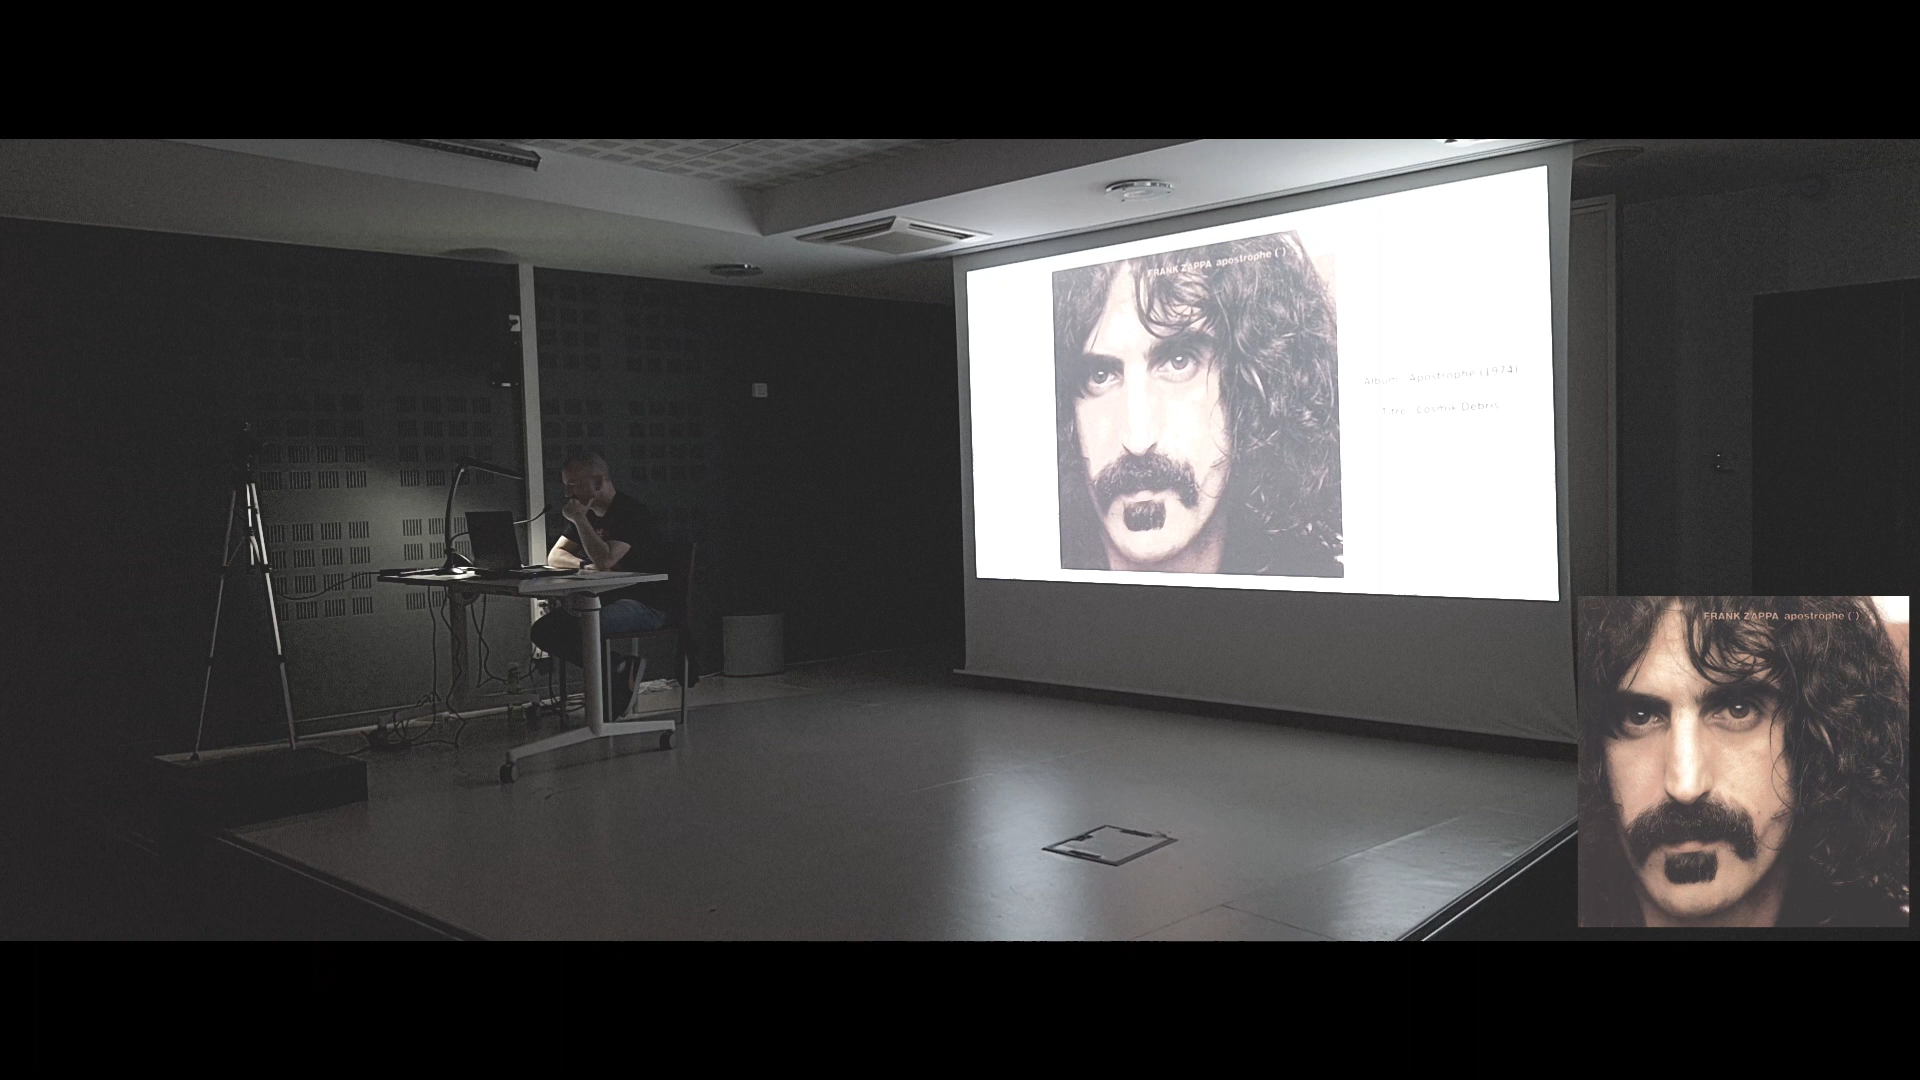 FRANK ZAPPA apostrophe (')
Album : Apostrophe (1974)
Titre : Cosmik Debris
FRANK ZAPPA apostrophe (')